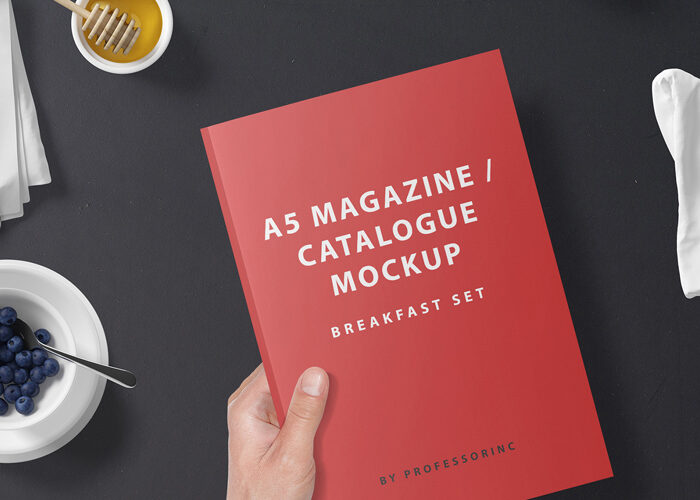 A5 MAGAZINE /
CATALOGUE
MOCKUP
BREAKFAST SET
BY PROFESSORINC